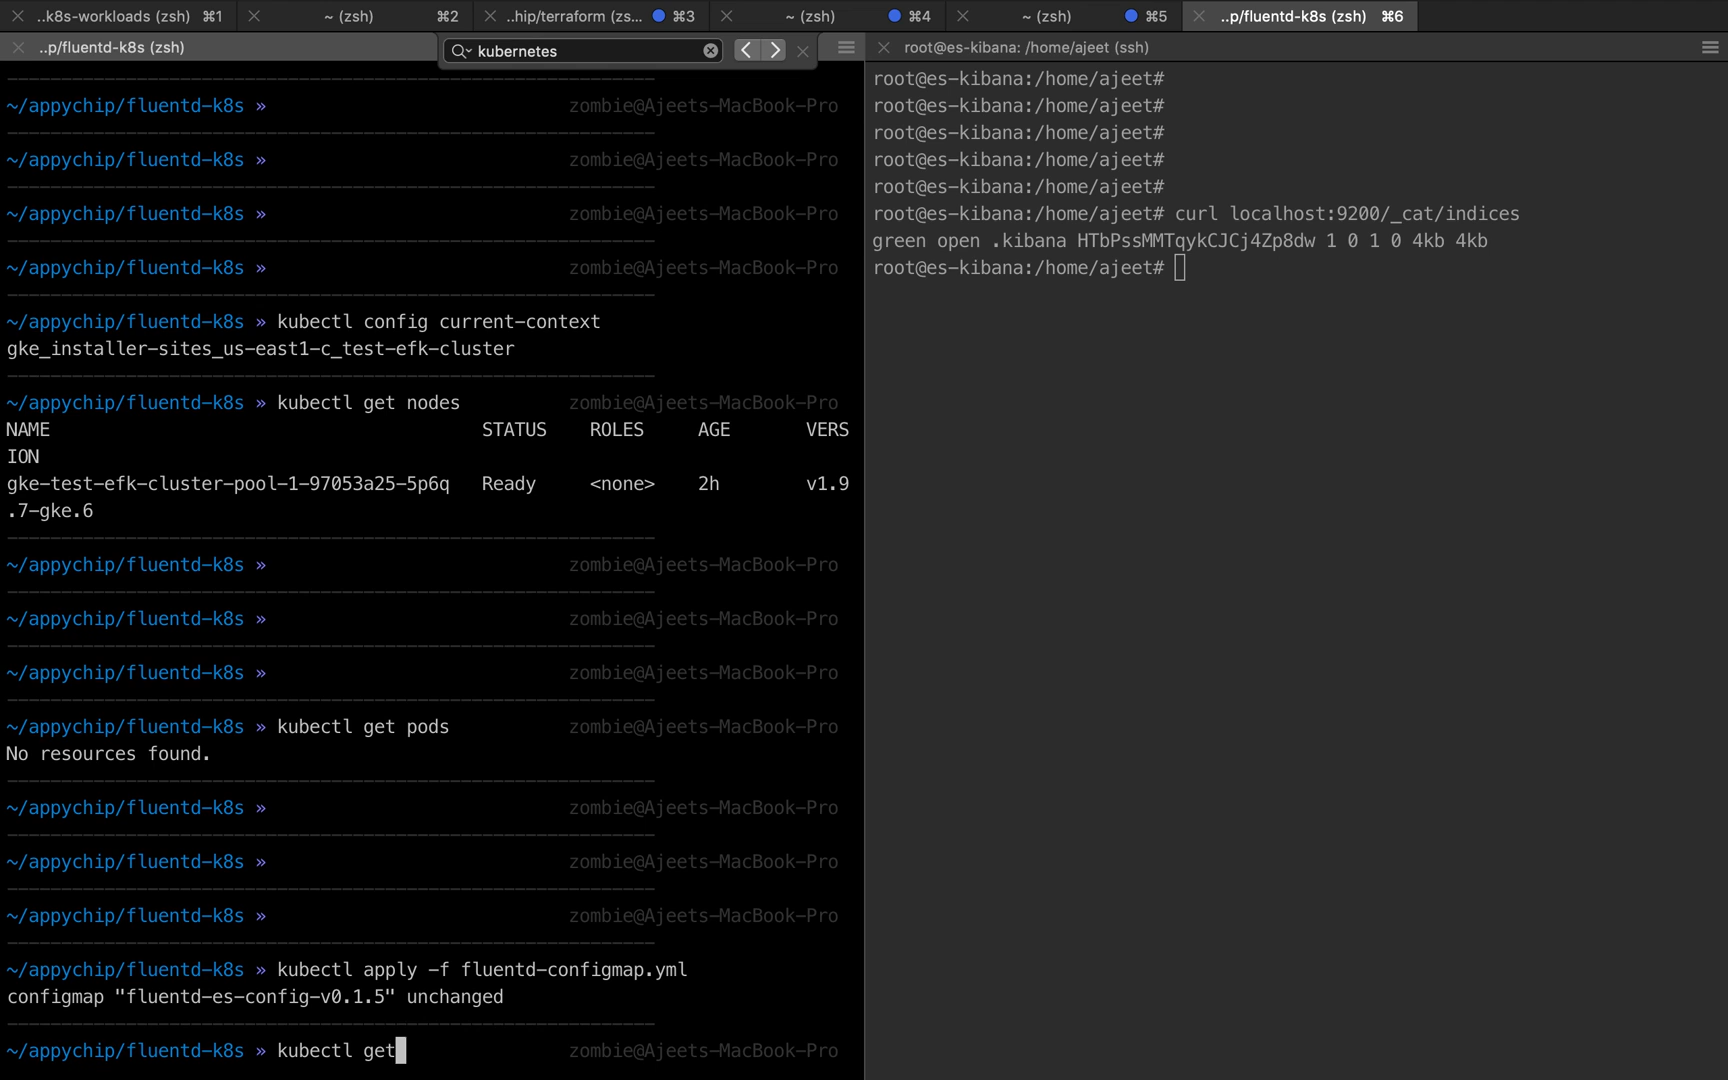 ..k8s-workloads (zsh) ⌘1
~ (zsh) ⌘2
..hip/terraform (zs... ⌘3
~ (zsh) ⌘4
~ (zsh) ⌘5
..p/fluentd-k8s (zsh) ⌘6
..p/fluentd-k8s (zsh)
kubernetes
~/appychip/fluentd-k8s » zombie@Ajeets-MacBook-Pro
~/appychip/fluentd-k8s » zombie@Ajeets-MacBook-Pro
~/appychip/fluentd-k8s » zombie@Ajeets-MacBook-Pro
~/appychip/fluentd-k8s » zombie@Ajeets-MacBook-Pro
~/appychip/fluentd-k8s » kubectl config current-context
gke_installer-sites_us-east1-c_test-efk-cluster
~/appychip/fluentd-k8s » kubectl get nodes zombie@Ajeets-MacBook-Pro
NAME STATUS ROLES AGE VERS
ION
gke-test-efk-cluster-pool-1-97053a25-5p6q Ready <none> 2h v1.9
.7-gke.6
~/appychip/fluentd-k8s » zombie@Ajeets-MacBook-Pro
~/appychip/fluentd-k8s » zombie@Ajeets-MacBook-Pro
~/appychip/fluentd-k8s » zombie@Ajeets-MacBook-Pro
~/appychip/fluentd-k8s » kubectl get pods zombie@Ajeets-MacBook-Pro
No resources found.
~/appychip/fluentd-k8s » zombie@Ajeets-MacBook-Pro
~/appychip/fluentd-k8s » zombie@Ajeets-MacBook-Pro
~/appychip/fluentd-k8s » zombie@Ajeets-MacBook-Pro
~/appychip/fluentd-k8s » kubectl apply -f fluentd-configmap.yml
configmap "fluentd-es-config-v0.1.5" unchanged
~/appychip/fluentd-k8s » kubectl get zombie@Ajeets-MacBook-Pro
root@es-kibana: /home/ajeet (ssh)
root@es-kibana:/home/ajeet#
root@es-kibana:/home/ajeet#
root@es-kibana:/home/ajeet#
root@es-kibana:/home/ajeet#
root@es-kibana:/home/ajeet#
root@es-kibana:/home/ajeet# curl localhost:9200/_cat/indices
green open .kibana HTbPssMMTqykCJCj4Zp8dw 1 0 1 0 4kb 4kb
root@es-kibana:/home/ajeet#